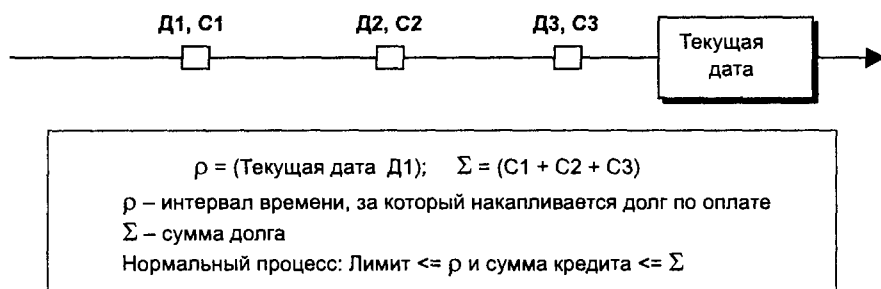 Д1, С1 Д2, С2 Д3, С3
Текущая
дата
ρ = (Текущая дата Д1); Σ = (С1 + С2 + С3)
ρ – интервал времени, за который накапливается долг по оплате
Σ – сумма долга
Нормальный процесс: Лимит <= ρ и сумма кредита <= Σ